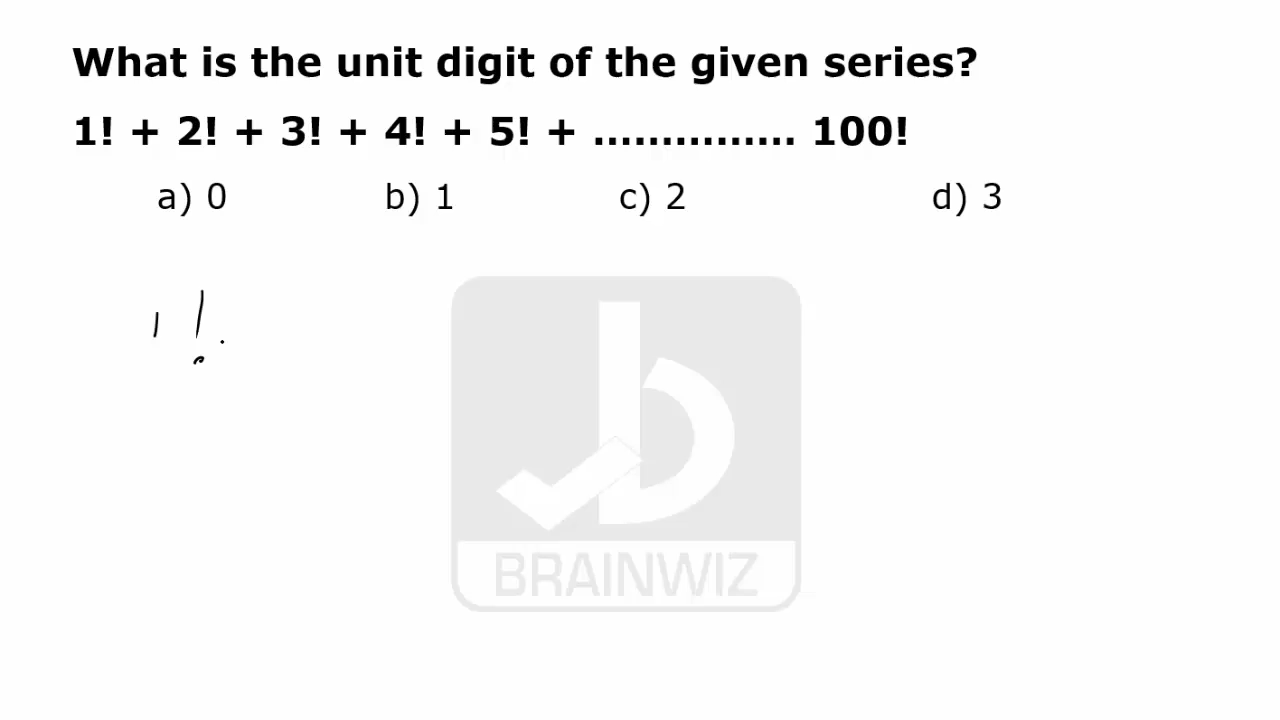 What is the unit digit of the given series?
1! + 2! + 3! + 4! + 5! + ............... 100!
a) 0 b) 1 c) 2 d) 3
1 !
BRAINWIZ